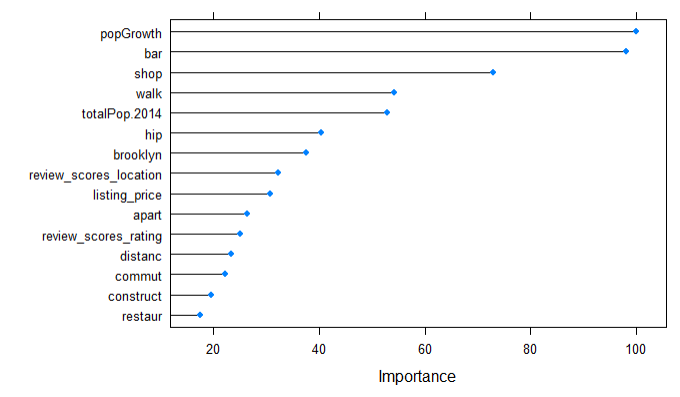 popGrowth
bar
shop
walk
totalPop.2014
hip
brooklyn
review_scores_location
listing_price
apart
review_scores_rating
distanc
commut
construct
restaur
20 40 60 80 100
Importance